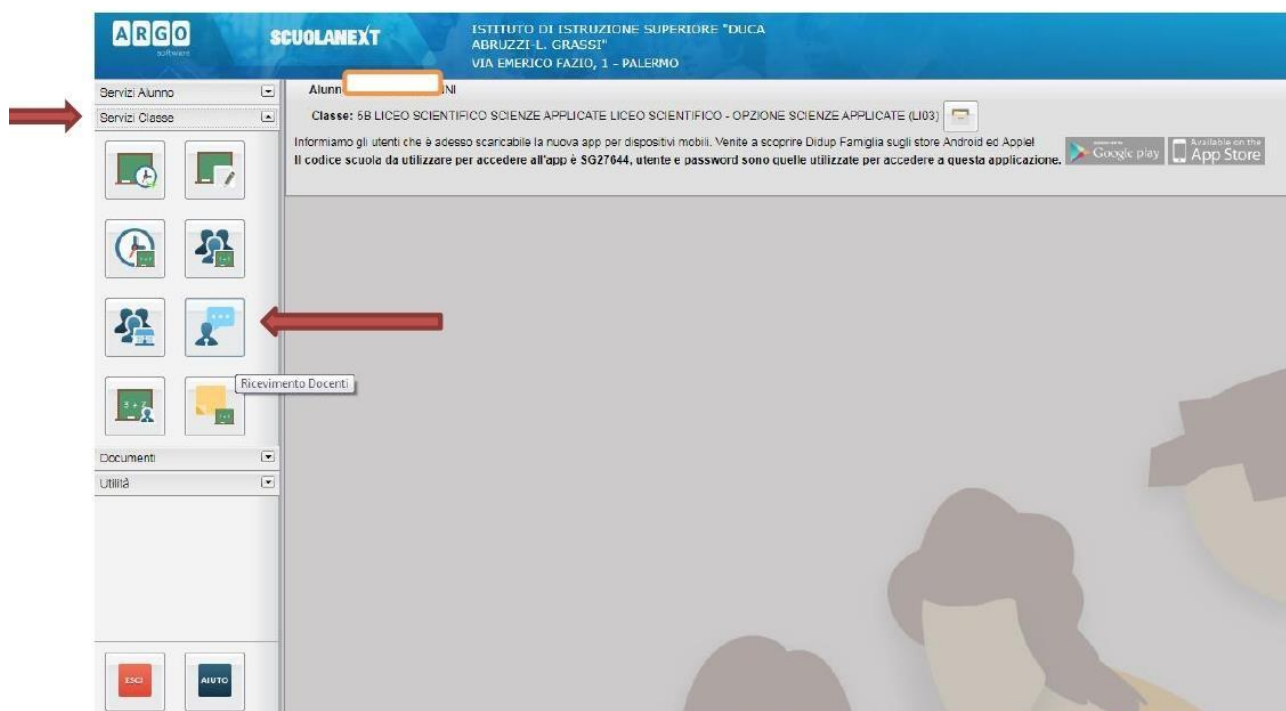 ARGO
software
SCUOLANEXT
ISTITUTO DI ISTRUZIONE SUPERIORE "DUCA
ABRUZZI-L. GRASSI"
VIA EMERICO FAZIO, 1 - PALERMO
Servizi Alunno
Alunn NI
Servizi Classe
Classe: 5B LICEO SCIENTIFICO SCIENZE APPLICATE LICEO SCIENTIFICO - OPZIONE SCIENZE APPLICATE (LI03)
Informiamo gli utenti che è adesso scaricabile la nuova app per dispositivi mobili. Venite a scoprire Didup Famiglia sugli store Android ed Apple!
Il codice scuola da utilizzare per accedere all'app è SG27644, utente e password sono quelle utilizzate per accedere a questa applicazione.
Google play
Available on the
App Store
Ricevimento Docenti
Documenti
Utilità
ESCI
AIUTO